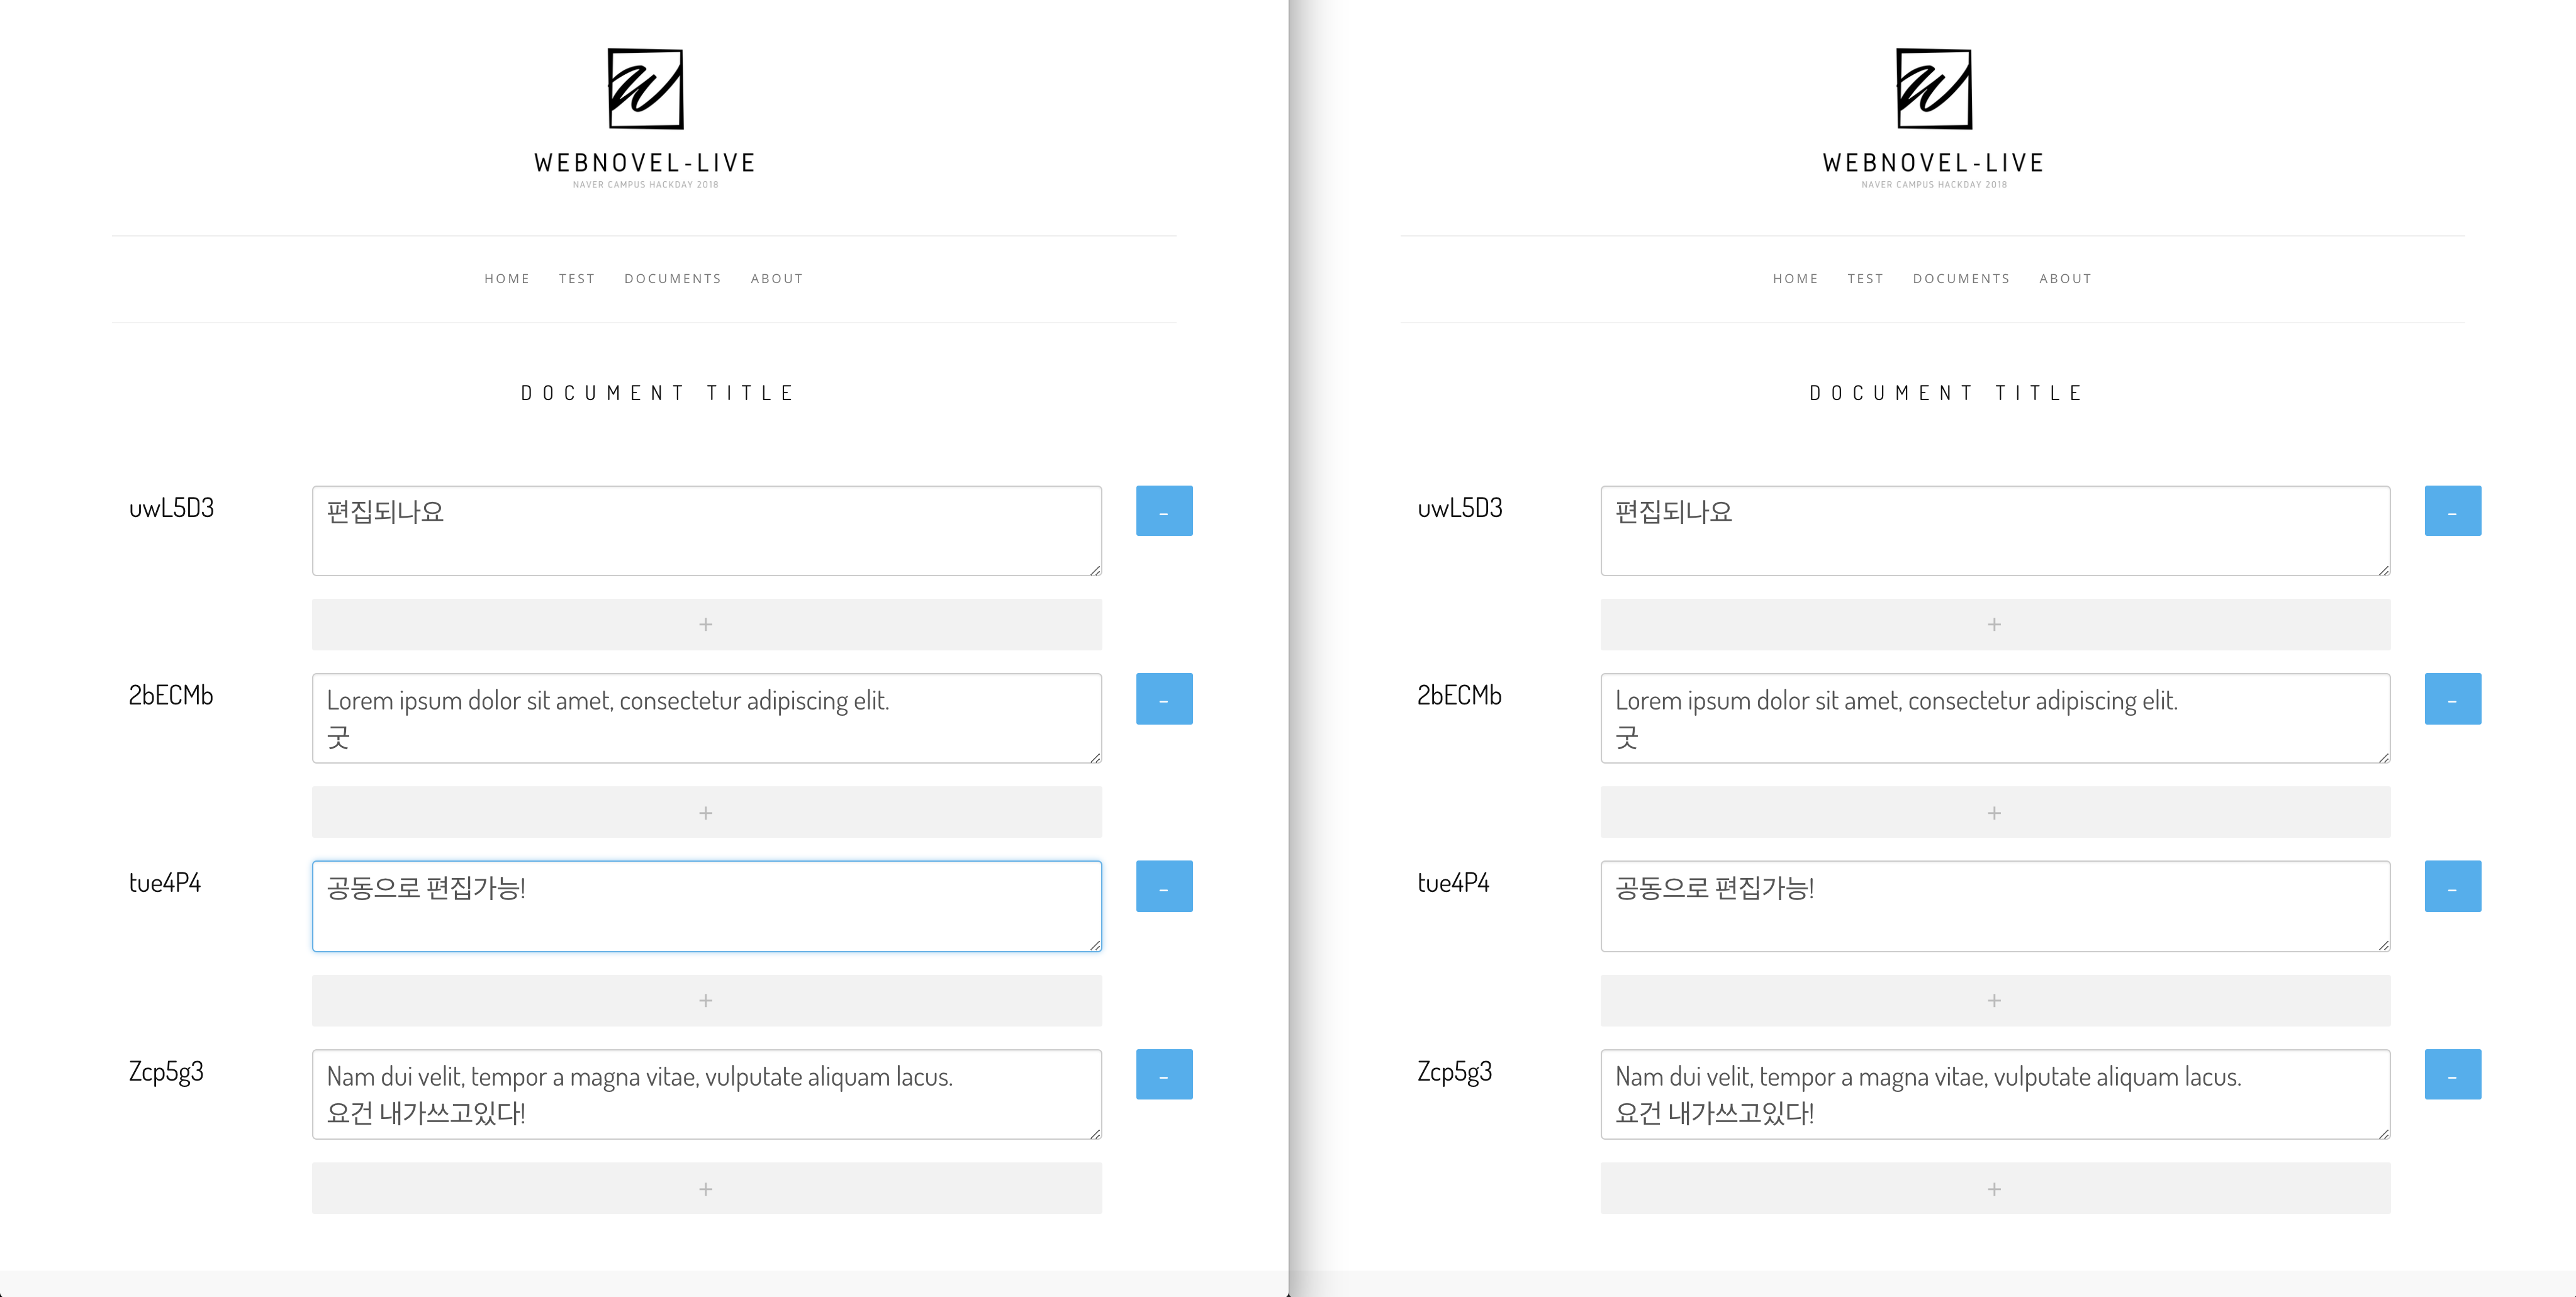 WEBNOVEL-LIVE
NAVER CAMPUS HACKDAY 2018
HOME TEST DOCUMENTS ABOUT
DOCUMENT TITLE
uwL5D3
편집되나요
-
+
2bECMb
Lorem ipsum dolor sit amet, consectetur adipiscing elit.
굿
-
+
tue4P4
공동으로 편집가능!
-
+
Zcp5g3
Nam dui velit, tempor a magna vitae, vulputate aliquam lacus.
요건 내가쓰고있다!
-
+
WEBNOVEL-LIVE
NAVER CAMPUS HACKDAY 2018
HOME TEST DOCUMENTS ABOUT
DOCUMENT TITLE
uwL5D3
편집되나요
-
+
2bECMb
Lorem ipsum dolor sit amet, consectetur adipiscing elit.
굿
-
+
tue4P4
공동으로 편집가능!
-
+
Zcp5g3
Nam dui velit, tempor a magna vitae, vulputate aliquam lacus.
요건 내가쓰고있다!
-
+